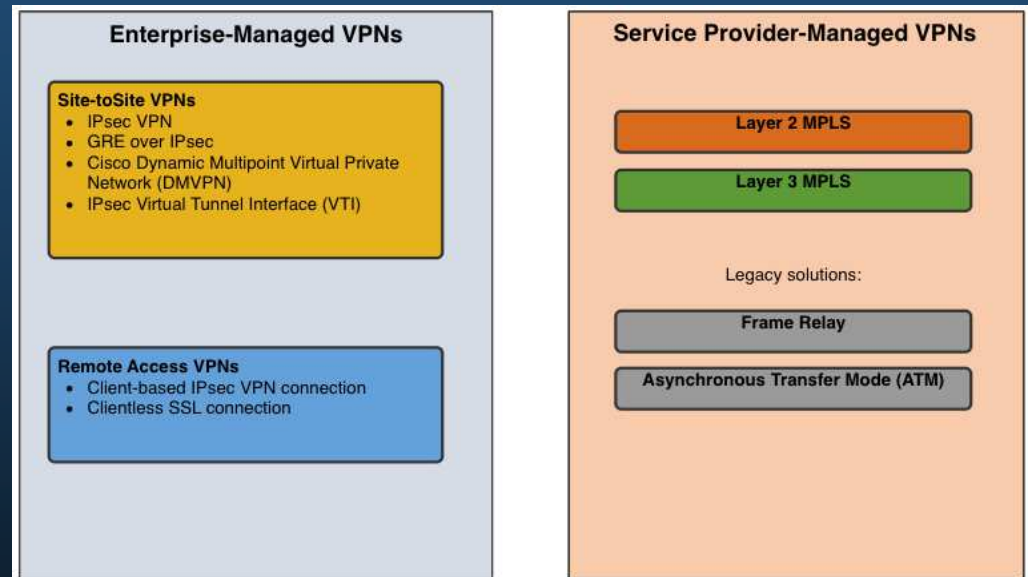 Enterprise-Managed VPNs
Site-toSite VPNs
• IPsec VPN
• GRE over IPsec
• Cisco Dynamic Multipoint Virtual Private
Network (DMVPN)
• IPsec Virtual Tunnel Interface (VTI)
Remote Access VPNs
• Client-based IPsec VPN connection
• Clientless SSL connection
Service Provider-Managed VPNs
Layer 2 MPLS
Layer 3 MPLS
Legacy solutions:
Frame Relay
Asynchronous Transfer Mode (ATM)